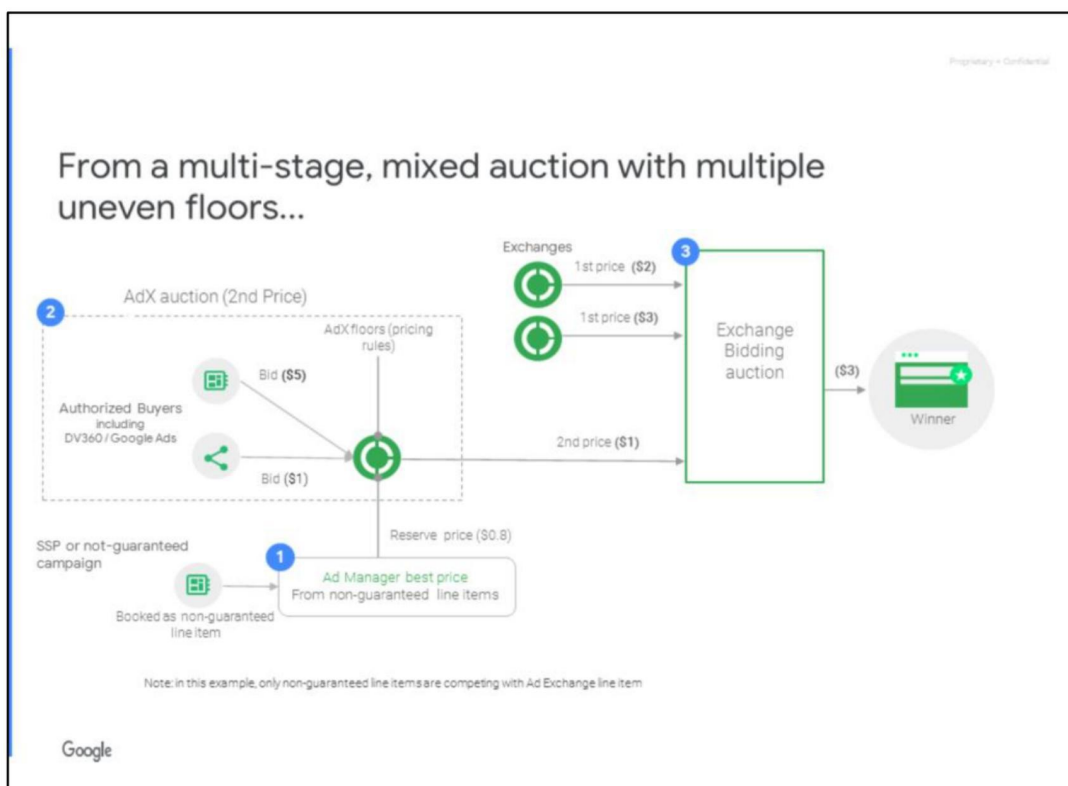 Proprietary + Confidential
From a multi-stage, mixed auction with multiple
uneven floors...
Exchanges
1st price ($2)
1st price ($3)
3
Exchange
Bidding
auction
($3)
Winner
2
AdX auction (2nd Price)
AdX floors (pricing
rules)
Bid ($5)
Authorized Buyers
including
DV360 / Google Ads
Bid ($1)
2nd price ($1)
Reserve price ($0.8)
SSP or not-guaranteed
campaign
1
Ad Manager best price
From non-guaranteed line items
Booked as non-guaranteed
line item
Note: in this example, only non-guaranteed line items are competing with Ad Exchange line item
Google